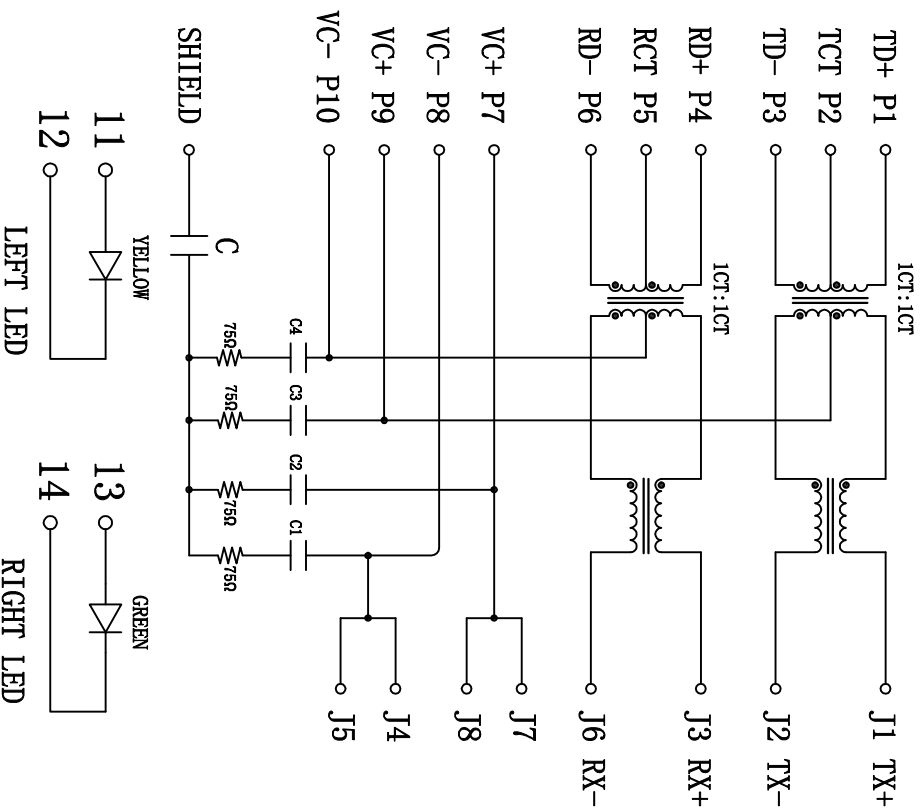 TD+ P1
TCT P2
TD- P3
RD+ P4
RCT P5
RD- P6
VC+ P7
VC- P8
VC+ P9
VC- P10
SHIELD
1CT:1CT
1CT:1CT
C
C4
C3
C2
C1
75Ω
75Ω
75Ω
75Ω
J1 TX+
J2 TX-
J3 RX+
J6 RX-
J7
J8
J4
J5
11
12
YELLOW
LEFT LED
13
14
GREEN
RIGHT LED